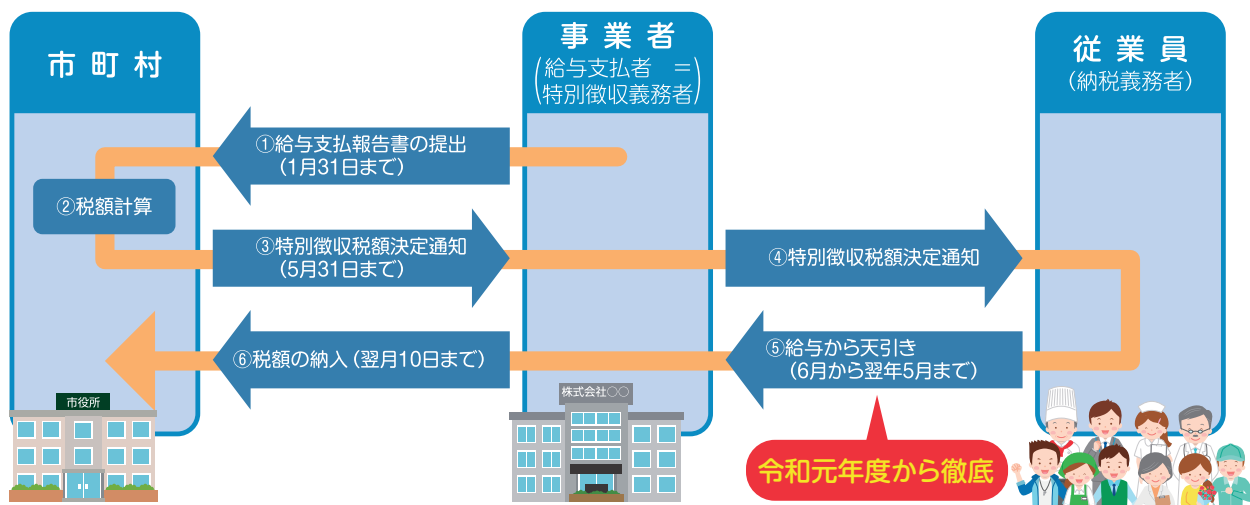 市町村
事業者
(給与支払者 =
特別徴収義務者)
従業員
(納税義務者)
①給与支払報告書の提出
(1月31日まで)
②税額計算
③特別徴収税額決定通知
(5月31日まで)
④特別徴収税額決定通知
⑤給与から天引き
(6月から翌年5月まで)
⑥税額の納入(翌月10日まで)
令和元年度から徹底
市役所
株式会社○○